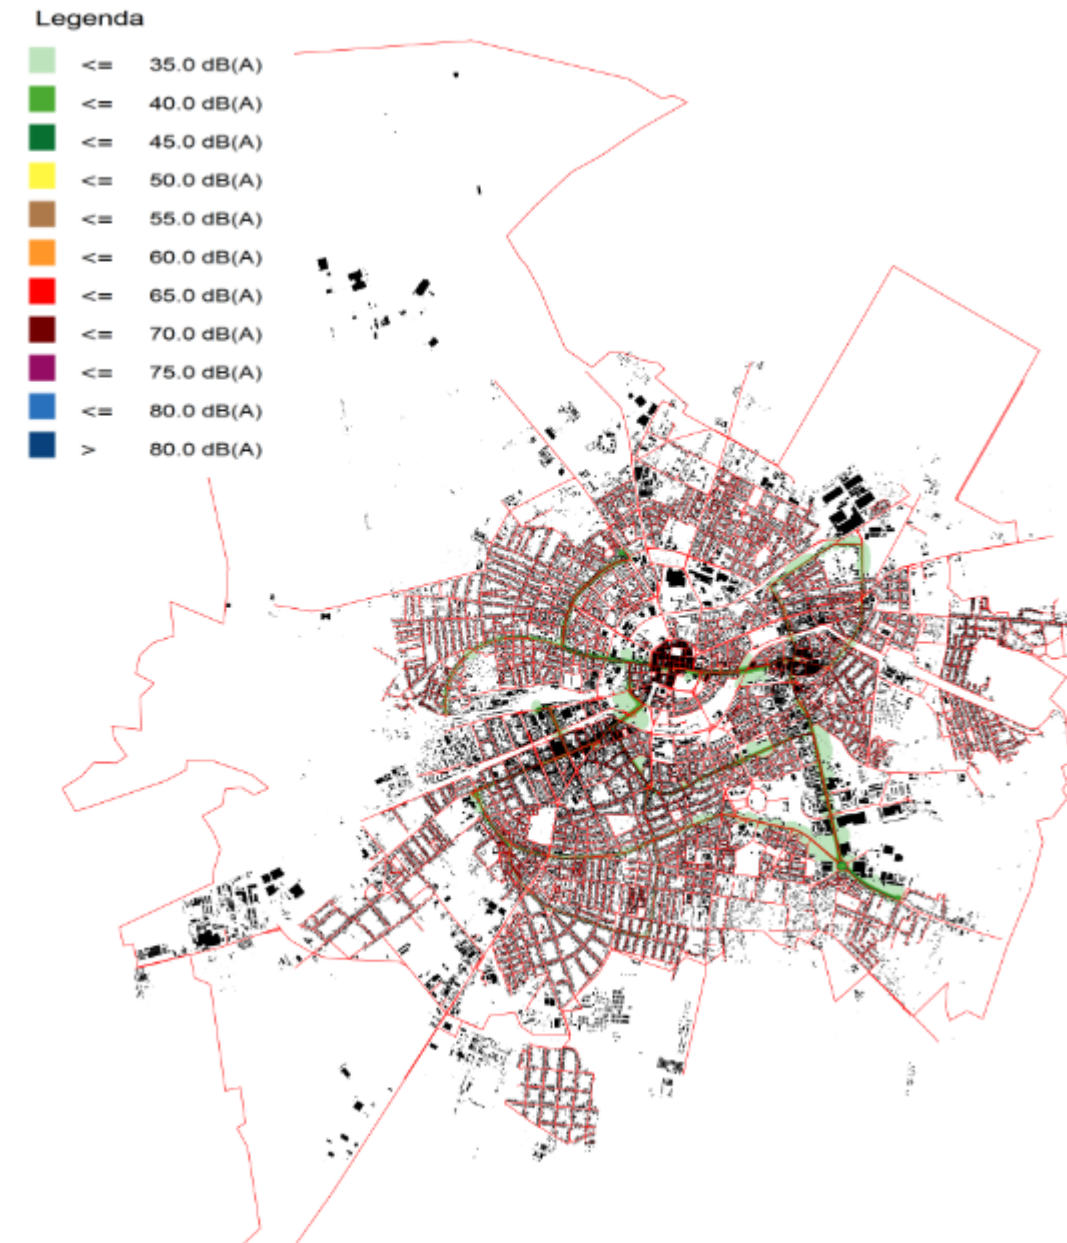 Legenda
<= 35.0 dB(A)
<= 40.0 dB(A)
<= 45.0 dB(A)
<= 50.0 dB(A)
<= 55.0 dB(A)
<= 60.0 dB(A)
<= 65.0 dB(A)
<= 70.0 dB(A)
<= 75.0 dB(A)
<= 80.0 dB(A)
> 80.0 dB(A)